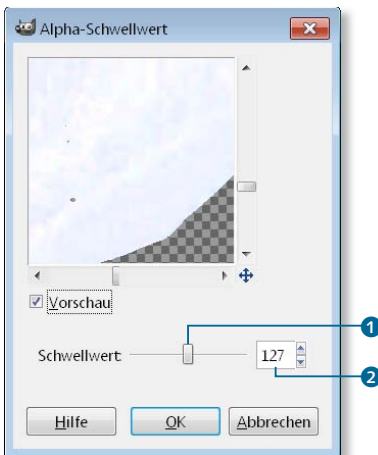 Alpha-Schwellwert
Vorschau
1
Schwellwert 127
2
Hilfe OK Abbrechen